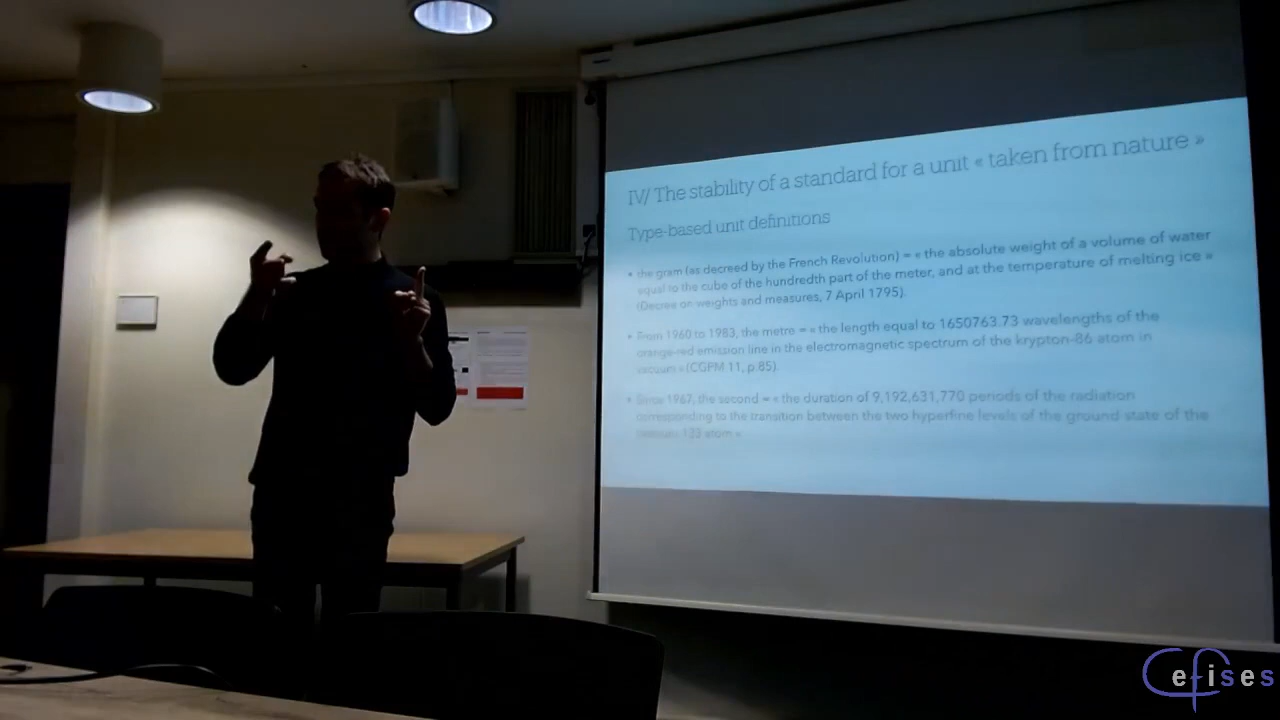 IV/ The stability of a standard for a unit « taken from nature »
Type-based unit definitions
• the gram (as decreed by the French Revolution) = « the absolute weight of a volume of water
equal to the cube of the hundredth part of the meter, and at the temperature of melting ice »
(Decree on weights and measures, 7 April 1795).
• From 1960 to 1983, the metre = « the length equal to 1650763.73 wavelengths of the
orange-red emission line in the electromagnetic spectrum of the krypton-86 atom in
vacuum » (CGPM 11, p.85).
• Since 1967, the second = « the duration of 9,192,631,770 periods of the radiation
corresponding to the transition between the two hyperfine levels of the ground state of the
133 atom »
Cefises